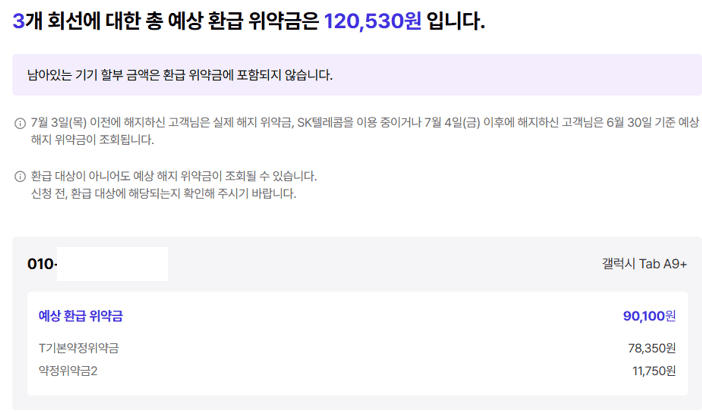 3개 회선에 대한 총 예상 환급 위약금은 120,530원 입니다.
남아있는 기기 할부 금액은 환급 위약금에 포함되지 않습니다.
7월 3일(목) 이전에 해지하신 고객님은 실제 해지 위약금, SK텔레콤을 이용 중이거나 7월 4일(금) 이후에 해지하신 고객님은 6월 30일 기준 예상
해지 위약금이 조회됩니다.
환급 대상이 아니어도 예상 해지 위약금이 조회될 수 있습니다.
신청 전, 환급 대상에 해당되는지 확인해 주시기 바랍니다.
010- 갤럭시 Tab A9+
예상 환급 위약금 90,100원
T기본약정위약금 78,350원
약정위약금2 11,750원